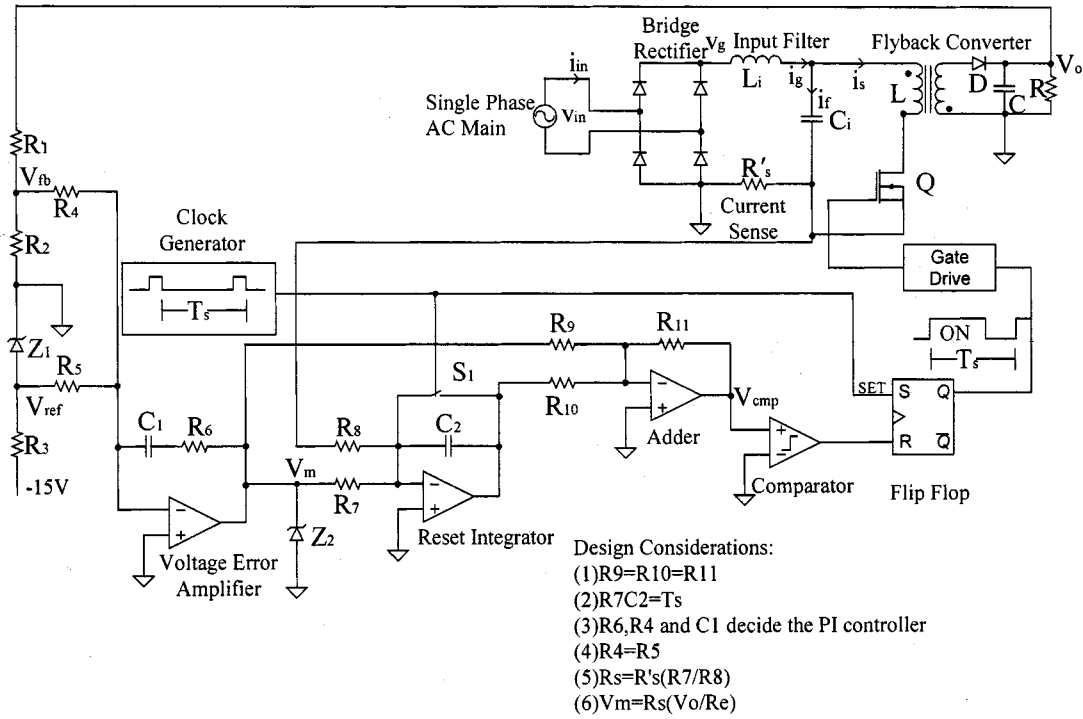 Bridge
Rectifier
vg
Input Filter
Flyback Converter
iin
Li
ig
is
D
Vo
Single Phase
AC Main
Vin
if
Ci
L
C
R
R1
Vfb
R4
R's
Current
Sense
Q
Clock
Generator
R2
Gate
Drive
Ts
Z1
R5
Vref
R9
R11
ON
Ts
S1
R10
Vcmp
SET
S
Q
R3
C1
R6
R8
C2
Adder
R
Q̅
-15V
Vm
R7
Comparator
Flip Flop
Z2
Reset Integrator
Voltage Error
Amplifier
Design Considerations:
(1)R9=R10=R11
(2)R7C2=Ts
(3)R6,R4 and C1 decide the PI controller
(4)R4=R5
(5)Rs=R's(R7/R8)
(6)Vm=Rs(Vo/Re)